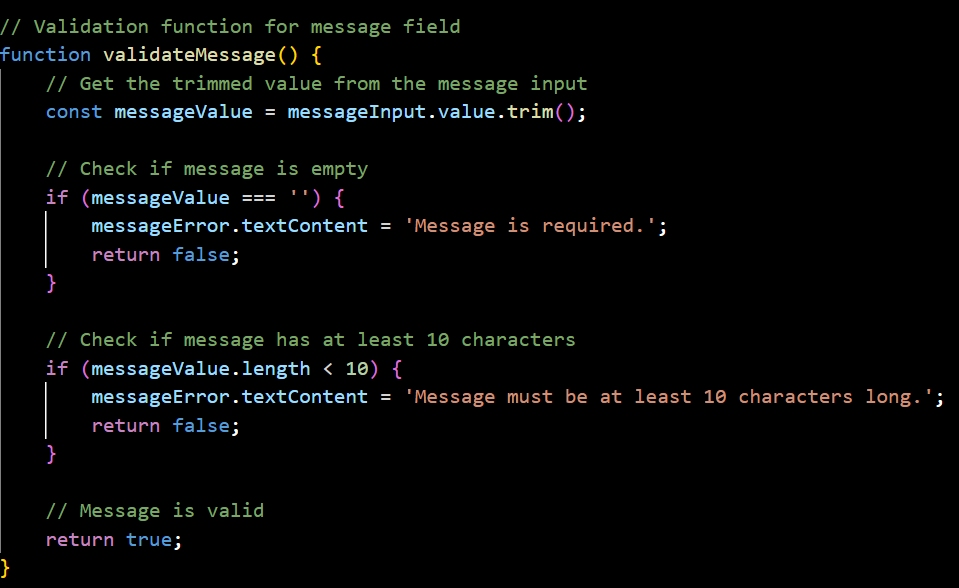 // Validation function for message field
function validateMessage() {
    // Get the trimmed value from the message input
    const messageValue = messageInput.value.trim();

    // Check if message is empty
    if (messageValue === '') {
        messageError.textContent = 'Message is required.';
        return false;
    }

    // Check if message has at least 10 characters
    if (messageValue.length < 10) {
        messageError.textContent = 'Message must be at least 10 characters long.';
        return false;
    }

    // Message is valid
    return true;
}